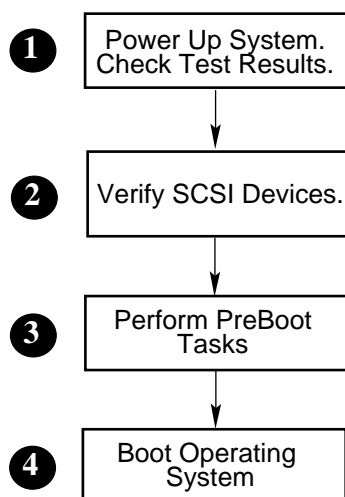 1
Power Up System.
Check Test Results.
2
Verify SCSI Devices.
3
Perform PreBoot
Tasks
4
Boot Operating
System